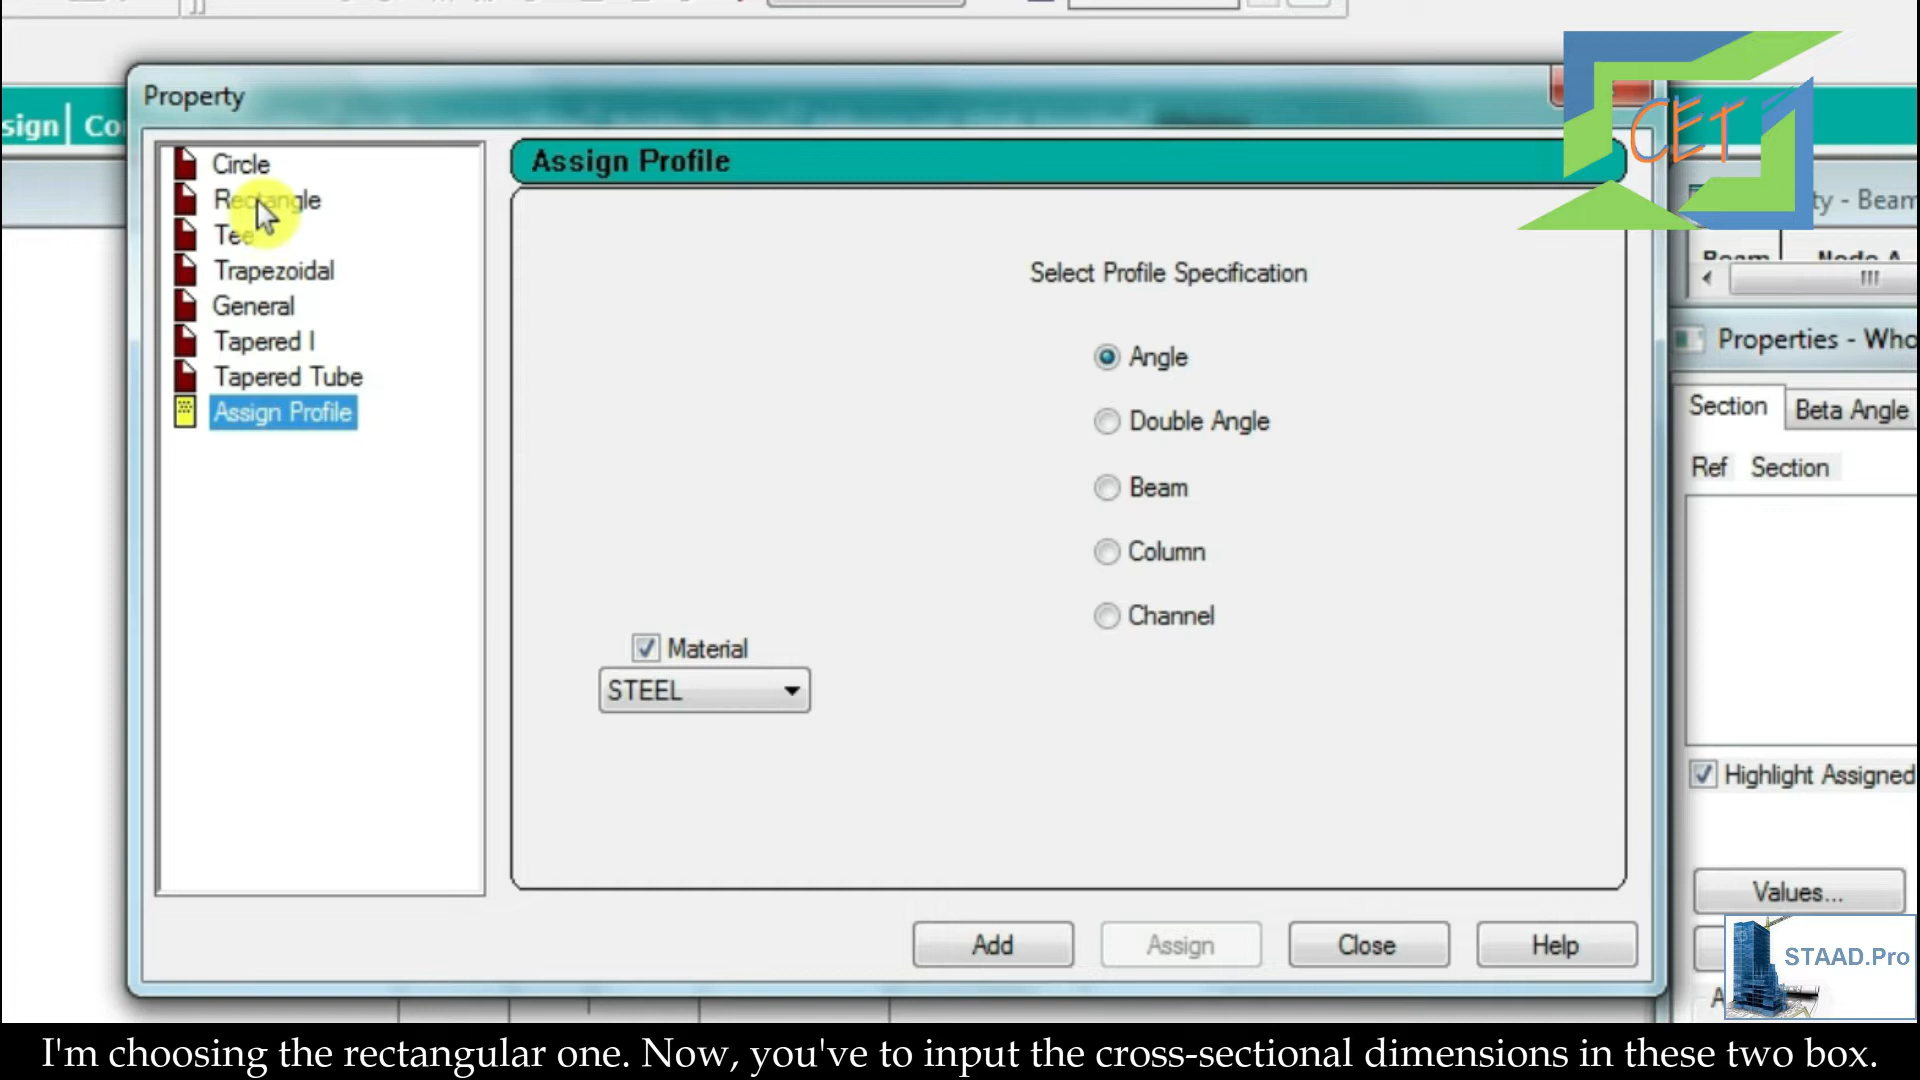 Property
sign
Co
CET
Circle
Rectangle
Tee
Trapezoidal
General
Tapered I
Tapered Tube
Assign Profile
Assign Profile
Select Profile Specification
Angle
Double Angle
Beam
Column
Channel
Material
STEEL
Add
Assign
Close
Help
ty - Beam
Beam
Node A
Properties - Who
Section
Beta Angle
Ref
Section
Highlight Assigned
Values...
A
STAAD.Pro
I'm choosing the rectangular one. Now, you've to input the cross-sectional dimensions in these two box.